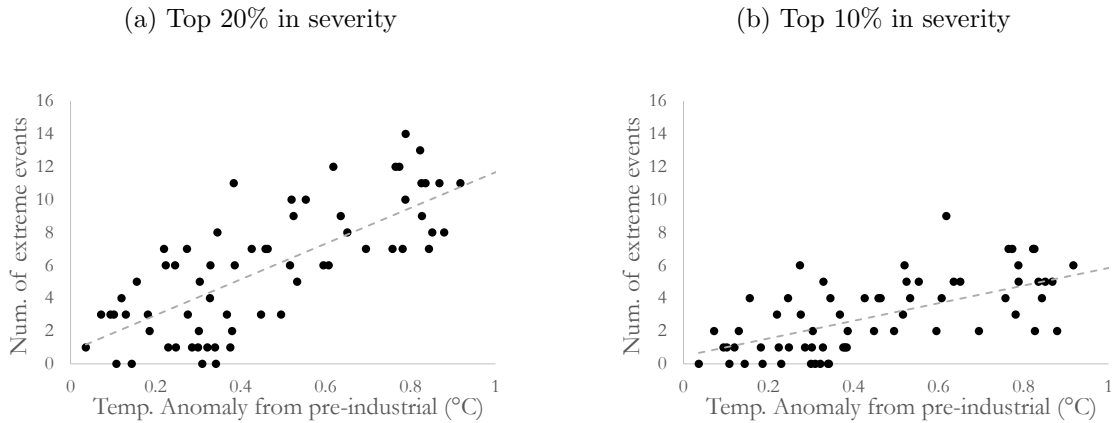 (a) Top 20% in severity
Num. of extreme events
16
14
12
10
8
6
4
2
0
0 0.2 0.4 0.6 0.8 1
Temp. Anomaly from pre-industrial (°C)
(b) Top 10% in severity
Num. of extreme events
16
14
12
10
8
6
4
2
0
0 0.2 0.4 0.6 0.8 1
Temp. Anomaly from pre-industrial (°C)